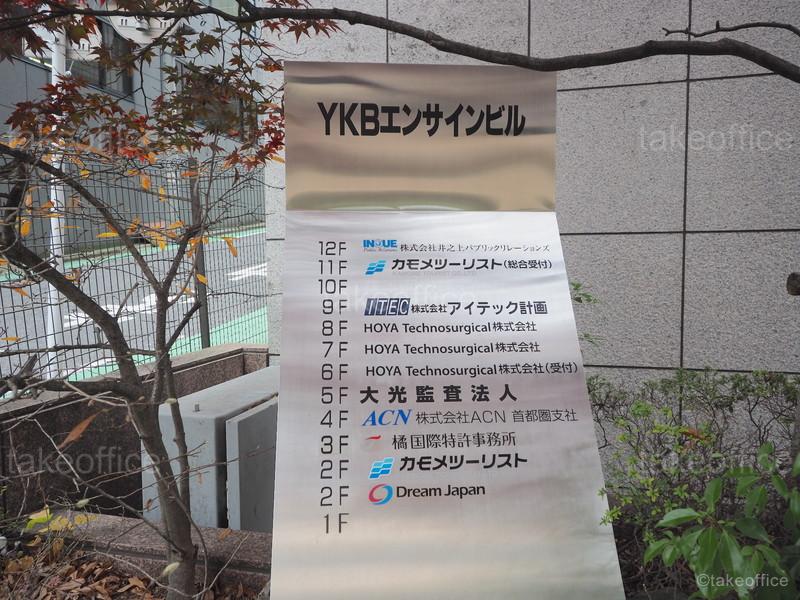 YKBエンサインビル
12F INOUE Public Relations 株式会社井之上パブリックリレーションズ
11F カモメツーリスト(総合受付)
10F
9F ITEC 株式会社アイテック計画
8F HOYA Technosurgical株式会社
7F HOYA Technosurgical株式会社
6F HOYA Technosurgical株式会社(受付)
5F 大光監査法人
4F ACN 株式会社ACN 首都圏支社
3F 橘国際特許事務所
2F カモメツーリスト
2F Dream Japan
1F
takeoffice
takeoffice
takeoffice
takeoffice
takeoffice
©takeoffice